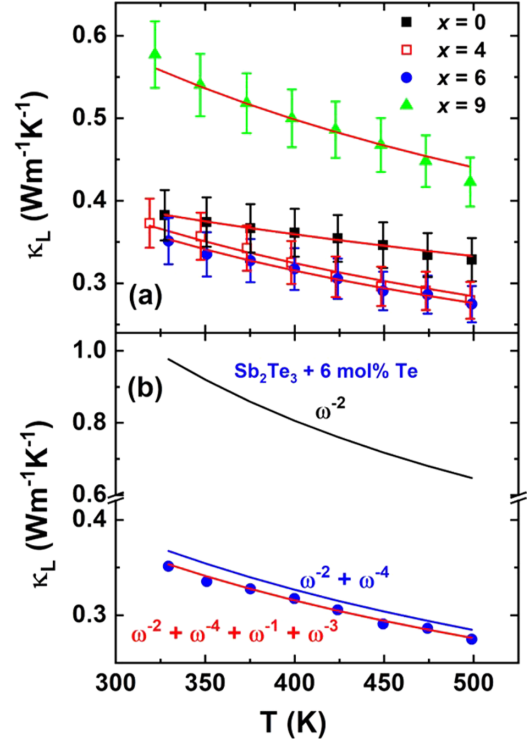 0.6
0.5
0.4
0.3
κL (Wm-1K-1)
x = 0
x = 4
x = 6
x = 9
(a)
1.0
0.8
0.6
0.4
0.3
κL (Wm-1K-1)
(b)
Sb2Te3 + 6 mol% Te
ω-2
ω-2 + ω-4
ω-2 + ω-4 + ω-1 + ω-3
300 350 400 450 500
T (K)